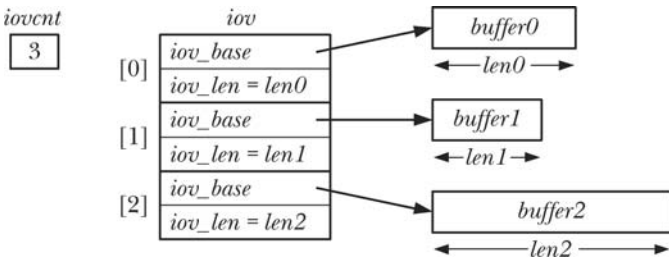 iovcnt
3
iov
[0]
iov_base
iov_len = len0
[1]
iov_base
iov_len = len1
[2]
iov_base
iov_len = len2
buffer0
len0
buffer1
len1
buffer2
len2